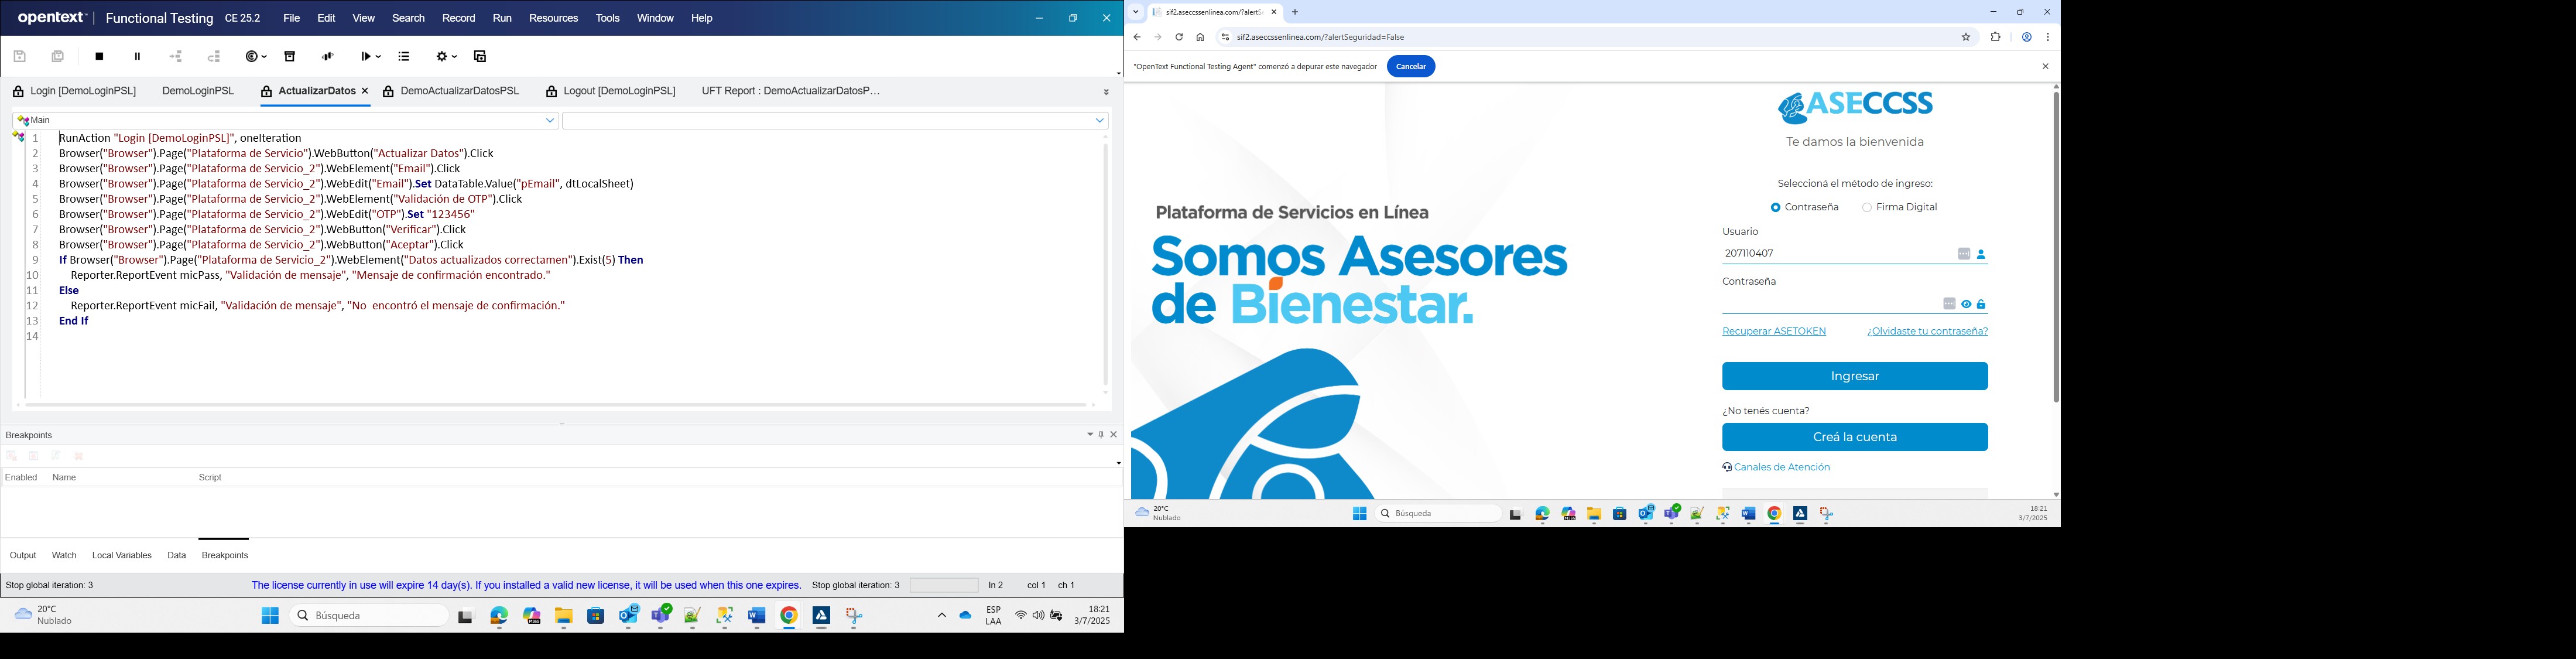 opentext™ | Functional Testing CE 25.2 File Edit View Search Record Run Resources Tools Window Help
Login [DemoLoginPSL] DemoLoginPSL ActualizarDatos DemoActualizarDatosPSL Logout [DemoLoginPSL] UFT Report : DemoActualizarDatosP...
Main
1 RunAction "Login [DemoLoginPSL]", oneIteration
2 Browser("Browser").Page("Plataforma de Servicio").WebButton("Actualizar Datos").Click
3 Browser("Browser").Page("Plataforma de Servicio_2").WebElement("Email").Click
4 Browser("Browser").Page("Plataforma de Servicio_2").WebEdit("Email").Set DataTable.Value("pEmail", dtLocalSheet)
5 Browser("Browser").Page("Plataforma de Servicio_2").WebElement("Validación de OTP").Click
6 Browser("Browser").Page("Plataforma de Servicio_2").WebEdit("OTP").Set "123456"
7 Browser("Browser").Page("Plataforma de Servicio_2").WebButton("Verificar").Click
8 Browser("Browser").Page("Plataforma de Servicio_2").WebButton("Aceptar").Click
9 If Browser("Browser").Page("Plataforma de Servicio_2").WebElement("Datos actualizados correctamen").Exist(5) Then
10 Reporter.ReportEvent micPass, "Validación de mensaje", "Mensaje de confirmación encontrado."
11 Else
12 Reporter.ReportEvent micFail, "Validación de mensaje", "No  encontró el mensaje de confirmación."
13 End If
14
Breakpoints
Enabled Name Script
Output Watch Local Variables Data Breakpoints
Stop global iteration: 3 The license currently in use will expire 14 day(s). If you installed a valid new license, it will be used when this one expires. Stop global iteration: 3 ln 2 col 1 ch 1
20°C
Nublado
Búsqueda
ESP
LAA
18:21
3/7/2025
sif2.aseccssenlinea.com/?alertS
sif2.aseccssenlinea.com/?alertSeguridad=False
"OpenText Functional Testing Agent" comenzó a depurar este navegador Cancelar
ASECCSS
Te damos la bienvenida
Seleccioná el método de ingreso:
Contraseña Firma Digital
Usuario
207110407
Contraseña
Recuperar ASETOKEN ¿Olvidaste tu contraseña?
Ingresar
¿No tenés cuenta?
Creá la cuenta
Canales de Atención
Plataforma de Servicios en Línea
Somos Asesores
de Bienestar.
20°C
Nublado
Búsqueda
18:21
3/7/2025